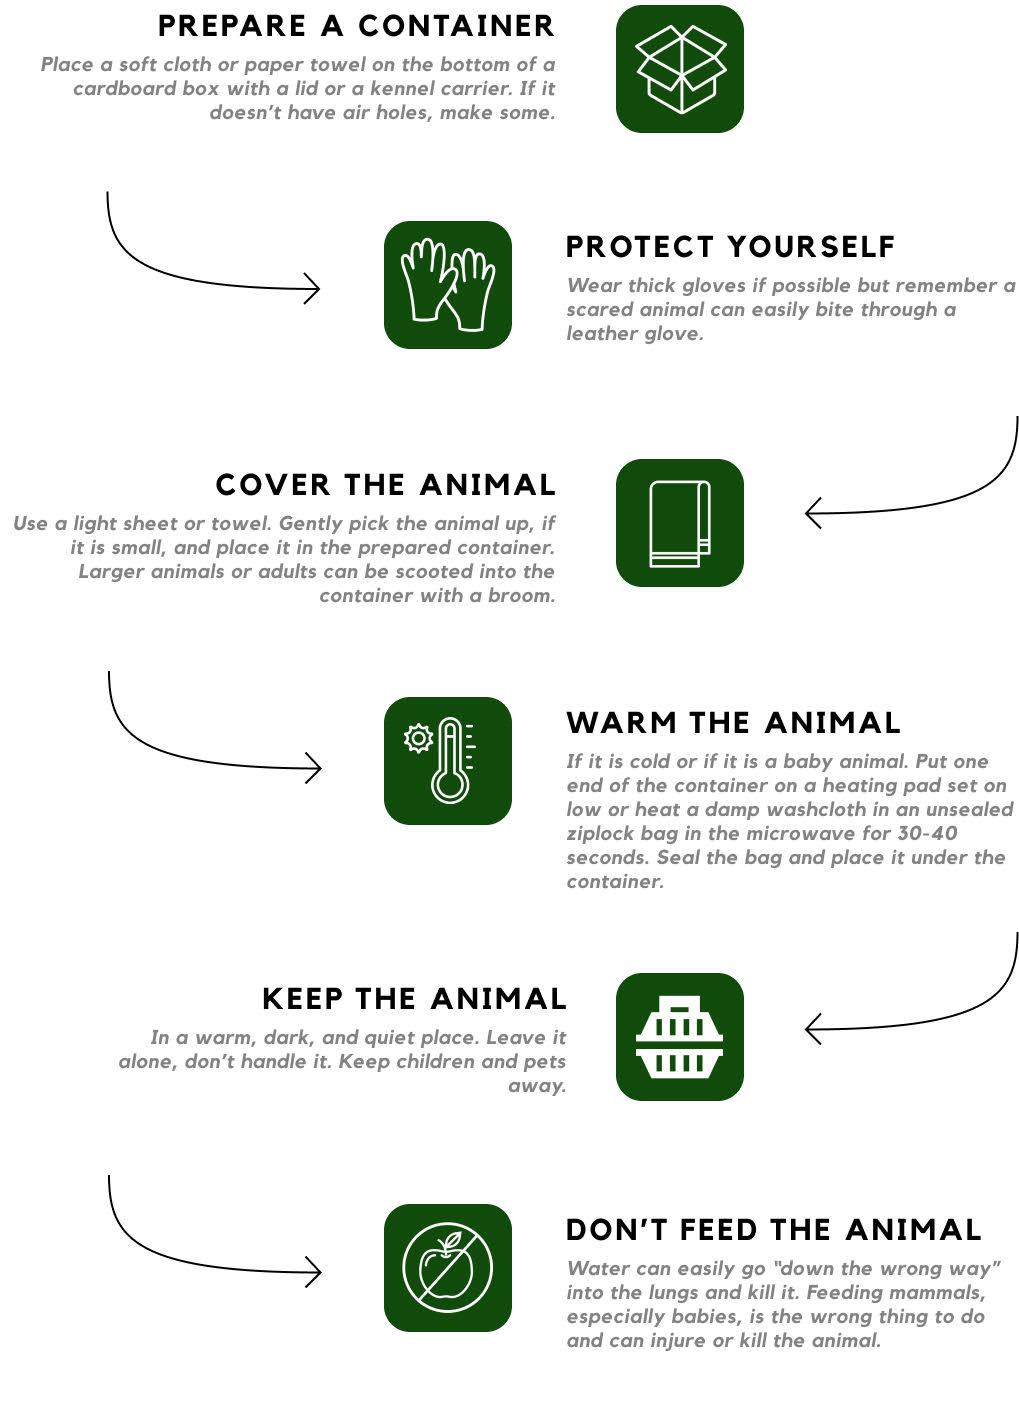 PREPARE A CONTAINER
Place a soft cloth or paper towel on the bottom of a
cardboard box with a lid or a kennel carrier. If it
doesn’t have air holes, make some.
PROTECT YOURSELF
Wear thick gloves if possible but remember a
scared animal can easily bite through a
leather glove.
COVER THE ANIMAL
Use a light sheet or towel. Gently pick the animal up, if
it is small, and place it in the prepared container.
Larger animals or adults can be scooted into the
container with a broom.
WARM THE ANIMAL
If it is cold or if it is a baby animal. Put one
end of the container on a heating pad set on
low or heat a damp washcloth in an unsealed
ziplock bag in the microwave for 30-40
seconds. Seal the bag and place it under the
container.
KEEP THE ANIMAL
In a warm, dark, and quiet place. Leave it
alone, don’t handle it. Keep children and pets
away.
DON’T FEED THE ANIMAL
Water can easily go “down the wrong way”
into the lungs and kill it. Feeding mammals,
especially babies, is the wrong thing to do
and can injure or kill the animal.